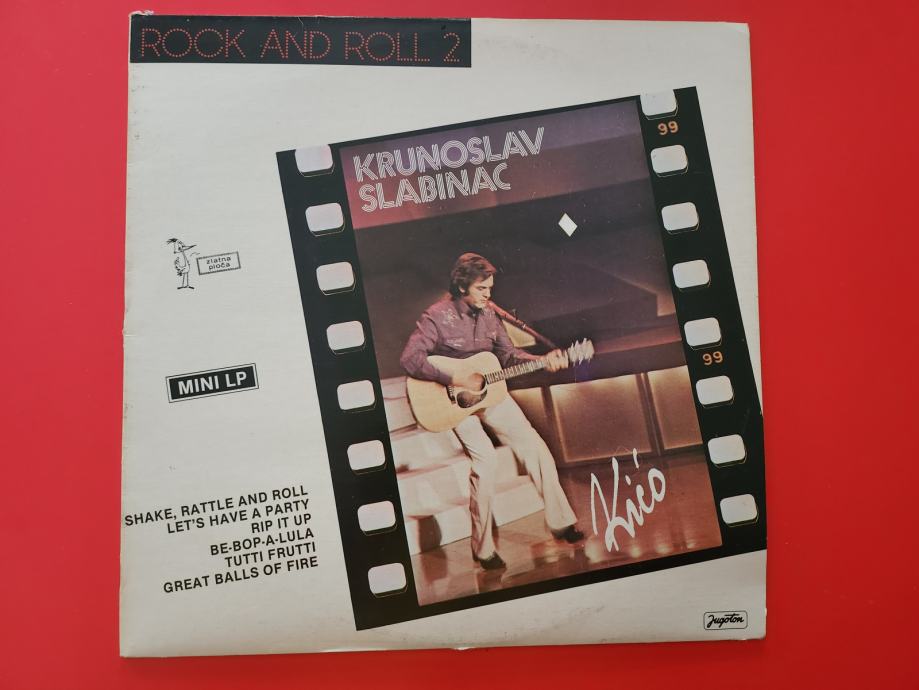 ROCK AND ROLL 2
99
KRUNOSLAV
SLABINAC
zlatna
ploča
99
MINI LP
SHAKE, RATTLE AND ROLL
LET'S HAVE A PARTY
RIP IT UP
BE-BOP-A-LULA
TUTTI FRUTTI
GREAT BALLS OF FIRE
Kićo
Jugoton